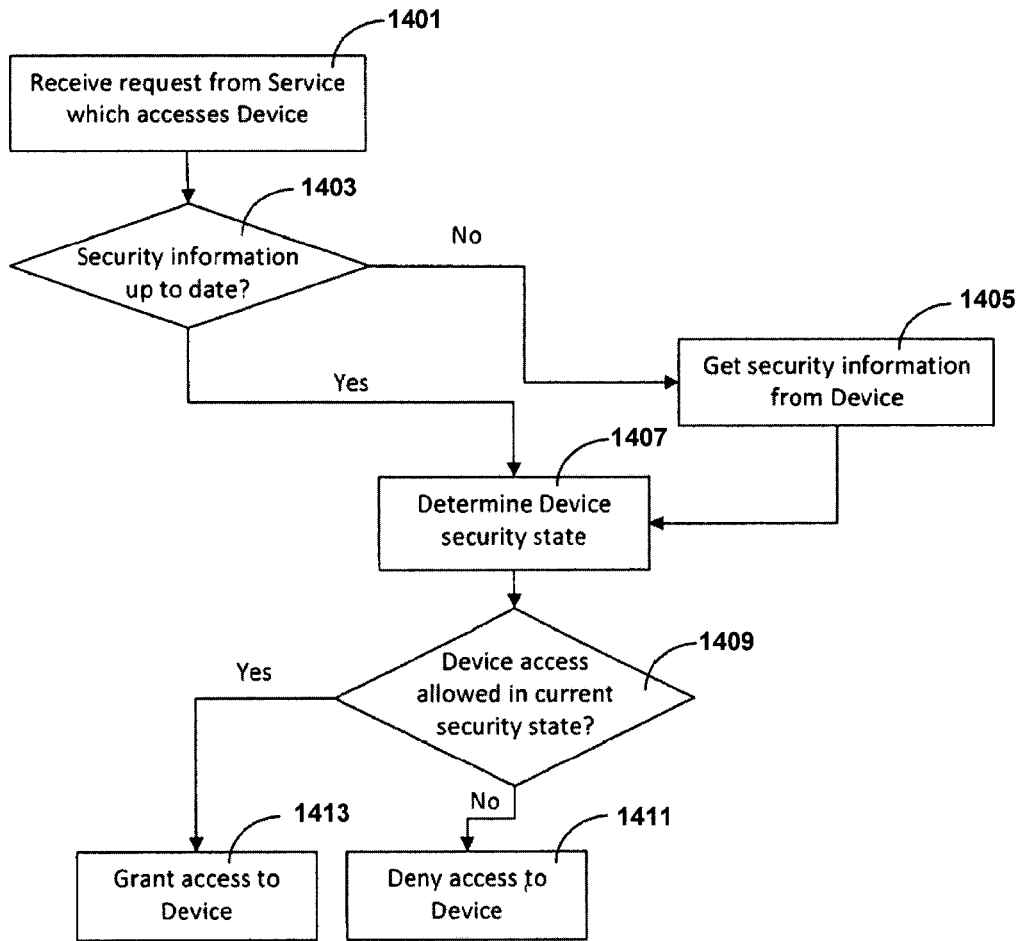 1401
Receive request from Service
which accesses Device
1403
Security information
up to date?
No
Yes
1405
Get security information
from Device
1407
Determine Device
security state
1409
Device access
allowed in current
security state?
Yes
No
1413
Grant access to
Device
1411
Deny access to
Device